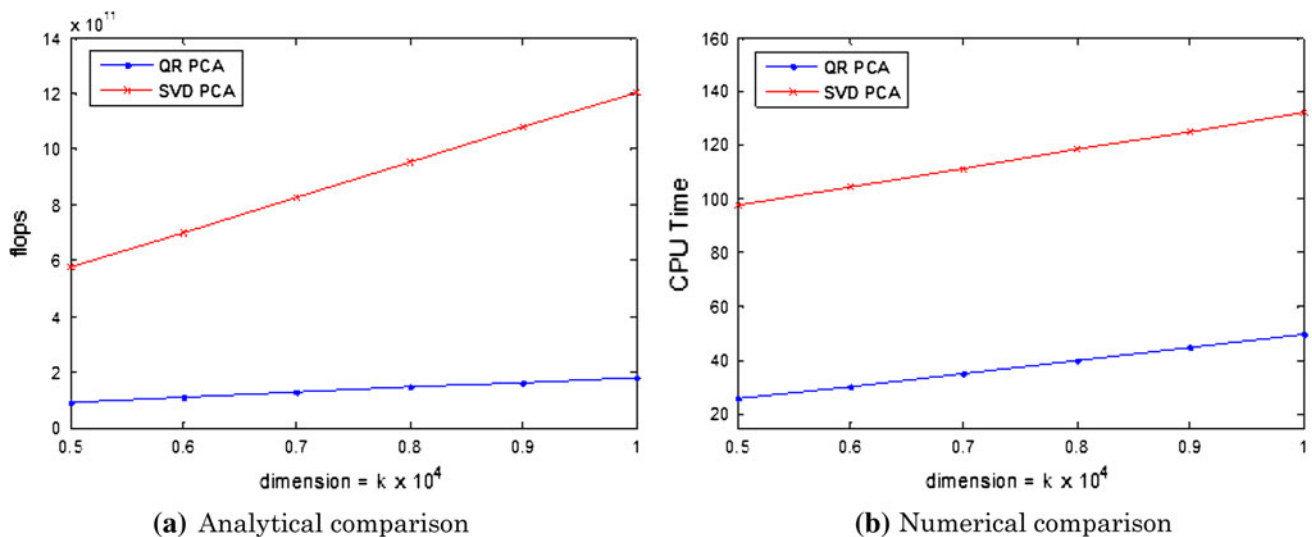 x 10^11
14
12
10
8
6
4
2
0
flops
QR PCA
SVD PCA
0.5 0.6 0.7 0.8 0.9 1
dimension = k x 10^4
(a) Analytical comparison
160
140
120
100
80
60
40
20
CPU Time
QR PCA
SVD PCA
0.5 0.6 0.7 0.8 0.9 1
dimension = k x 10^4
(b) Numerical comparison